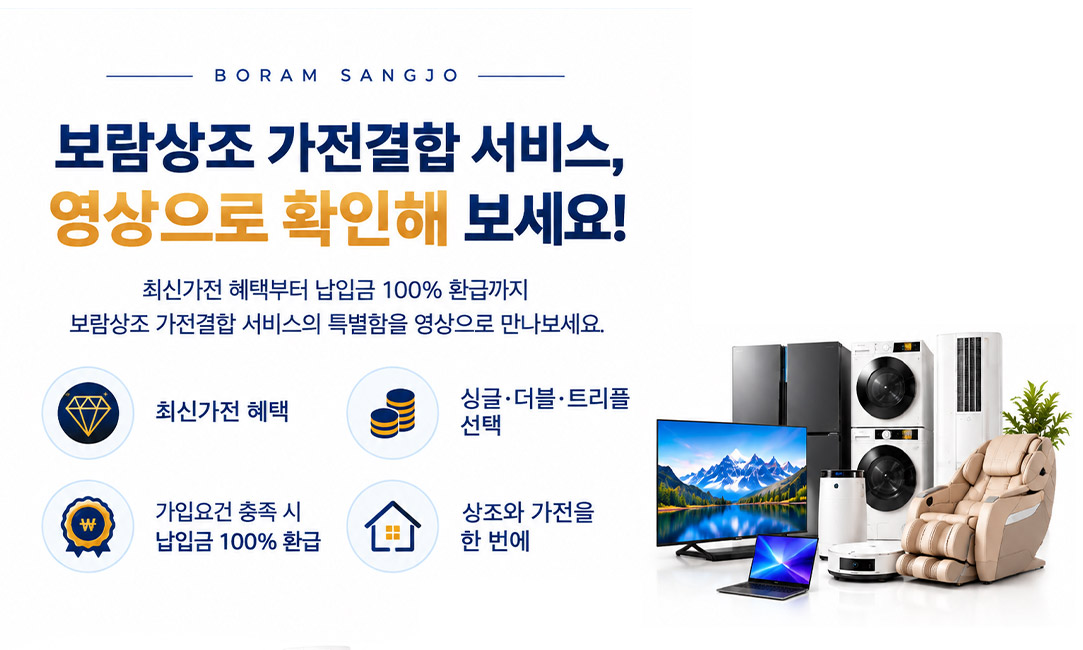 BORAM SANGJO
보람상조 가전결합 서비스,
영상으로 확인해 보세요!
최신가전 혜택부터 납입금 100% 환급까지
보람상조 가전결합 서비스의 특별함을 영상으로 만나보세요.
최신가전 혜택
싱글·더블·트리플
선택
₩
가입요건 충족 시
납입금 100% 환급
상조와 가전을
한 번에